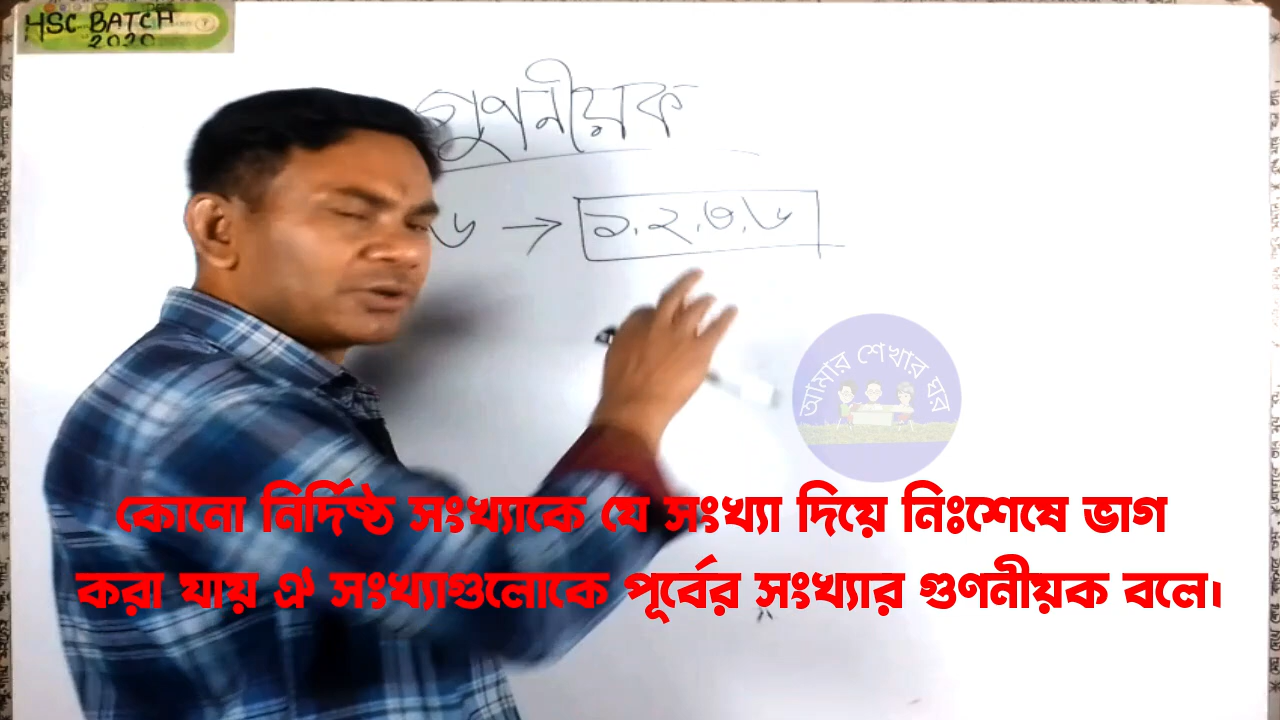 HSC BATCH
2020
গুণনীয়ক
৬ → ১, ২, ৩, ৬
আমার শেখার ঘর
কোনো নির্দিষ্ঠ সংখ্যাকে যে সংখ্যা দিয়ে নিঃশেষে ভাগ
করা যায় ঐ সংখ্যাগুলোকে পূর্বের সংখ্যার গুণনীয়ক বলে।